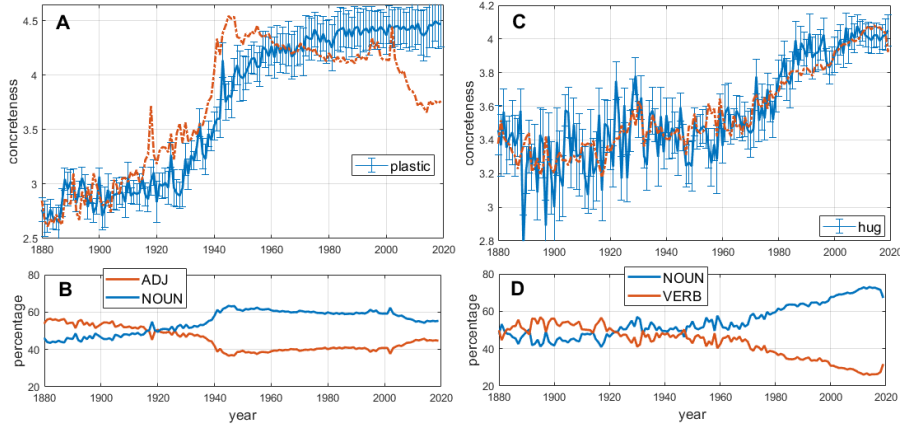 A
concreteness
4.5
4
3.5
3
2.5
plastic
1880 1900 1920 1940 1960 1980 2000 2020
C
concreteness
4.2
4
3.8
3.6
3.4
3.2
3
2.8
hug
1880 1900 1920 1940 1960 1980 2000 2020
B
percentage
80
60
40
20
ADJ
NOUN
1880 1900 1920 1940 1960 1980 2000 2020
year
D
percentage
80
60
40
20
NOUN
VERB
1880 1900 1920 1940 1960 1980 2000 2020
year